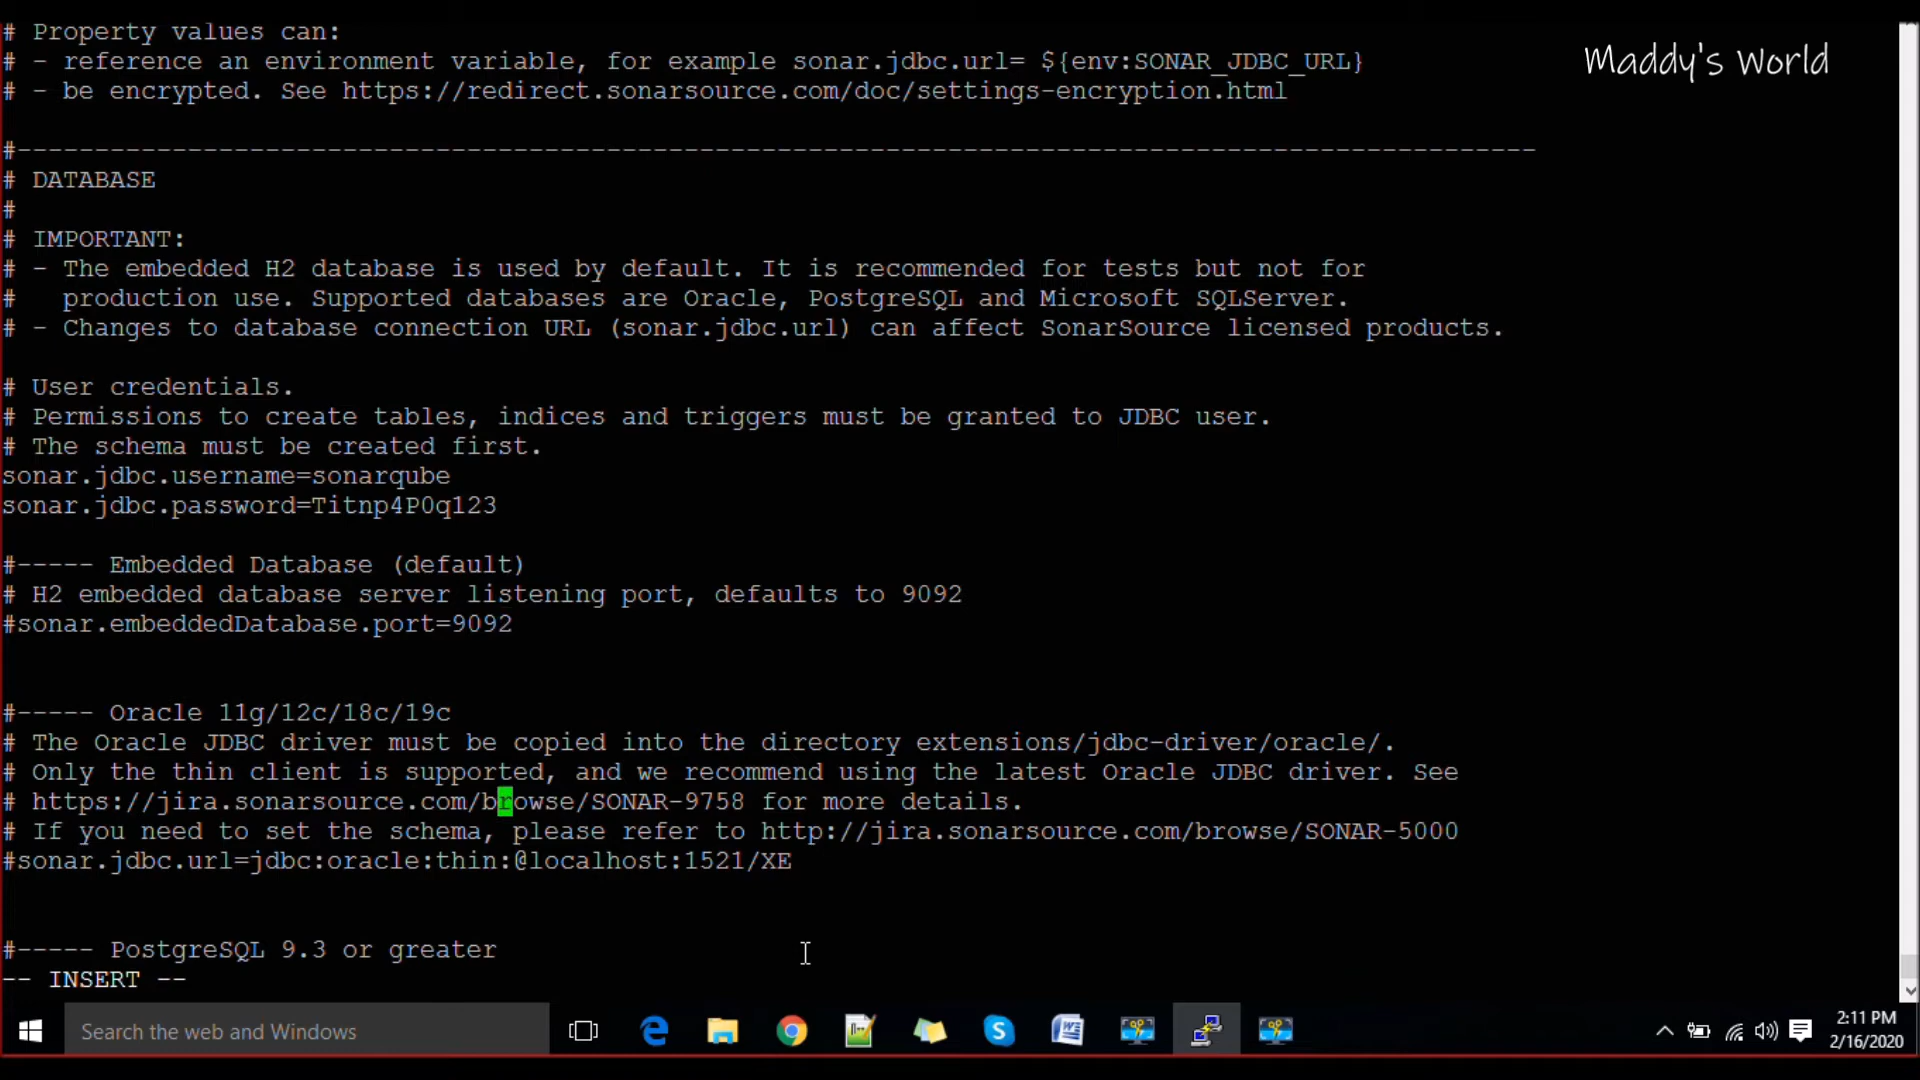 # Property values can:
# - reference an environment variable, for example sonar.jdbc.url= ${env:SONAR_JDBC_URL}
# - be encrypted. See https://redirect.sonarsource.com/doc/settings-encryption.html
Maddy's World
#--------------------------------------------------------------------------------------------------
# DATABASE
#
# IMPORTANT:
# - The embedded H2 database is used by default. It is recommended for tests but not for
#   production use. Supported databases are Oracle, PostgreSQL and Microsoft SQLServer.
# - Changes to database connection URL (sonar.jdbc.url) can affect SonarSource licensed products.
# User credentials.
# Permissions to create tables, indices and triggers must be granted to JDBC user.
# The schema must be created first.
sonar.jdbc.username=sonarqube
sonar.jdbc.password=Titnp4P0q123
#----- Embedded Database (default)
# H2 embedded database server listening port, defaults to 9092
#sonar.embeddedDatabase.port=9092
#----- Oracle 11g/12c/18c/19c
# The Oracle JDBC driver must be copied into the directory extensions/jdbc-driver/oracle/.
# Only the thin client is supported, and we recommend using the latest Oracle JDBC driver. See
# https://jira.sonarsource.com/browse/SONAR-9758 for more details.
# If you need to set the schema, please refer to http://jira.sonarsource.com/browse/SONAR-5000
#sonar.jdbc.url=jdbc:oracle:thin:@localhost:1521/XE
#----- PostgreSQL 9.3 or greater
-- INSERT --
Search the web and Windows
2:11 PM
2/16/2020